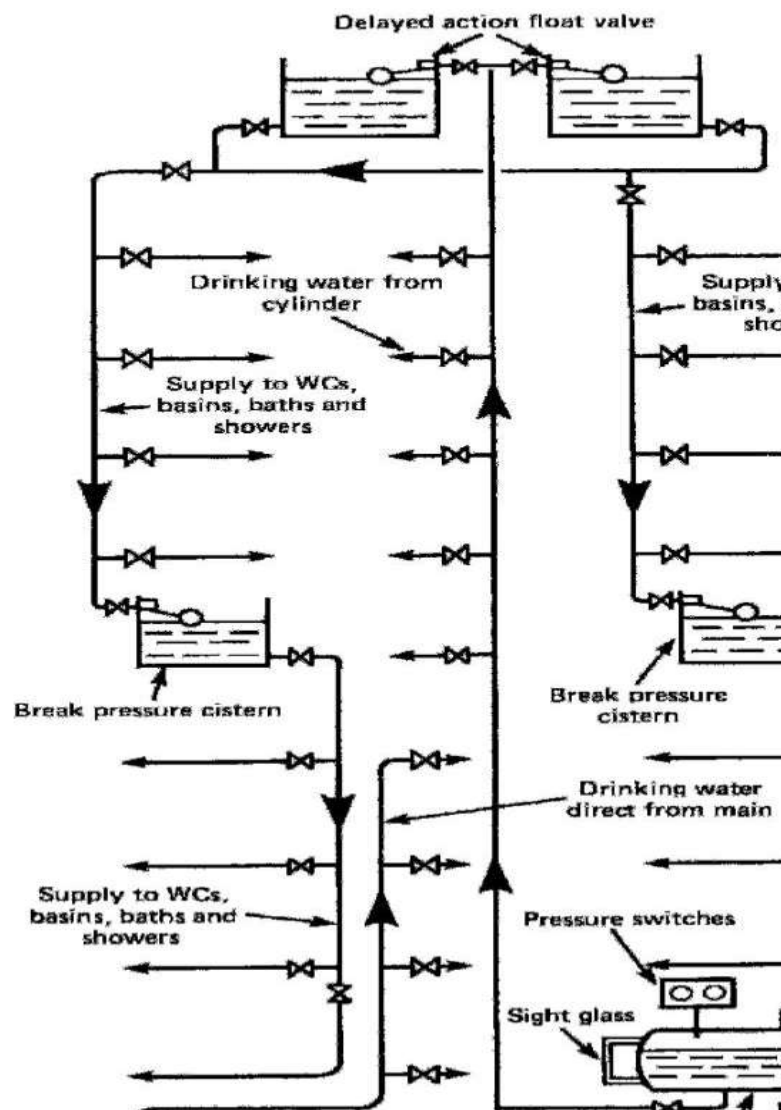 Delayed action float valve
Drinking water from
cylinder
Supply
basins,
sho
Supply to WCs,
basins, baths and
showers
Break pressure cistern
Break pressure
cistern
Drinking water
direct from main
Supply to WCs,
basins, baths and
showers
Pressure switches
Sight glass